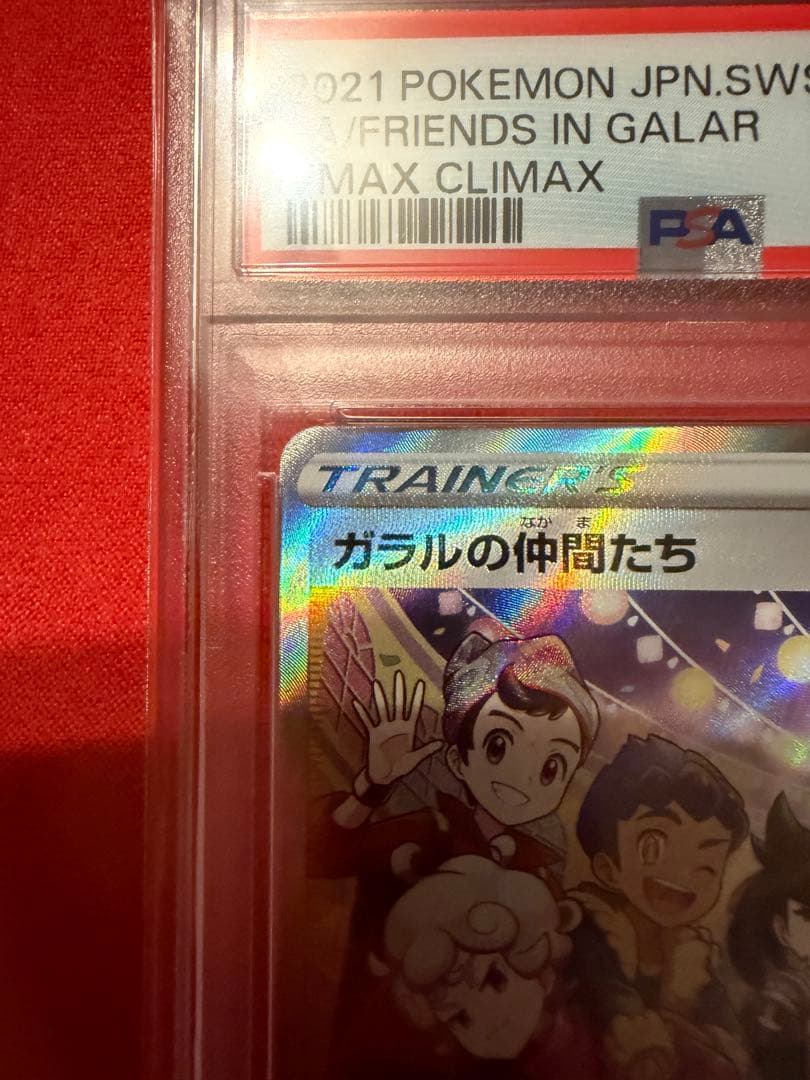 2021 POKEMON JPN.SWS
A/FRIENDS IN GALAR
MAX CLIMAX
PSA
TRAINER'S
なかま
ガラルの仲間たち